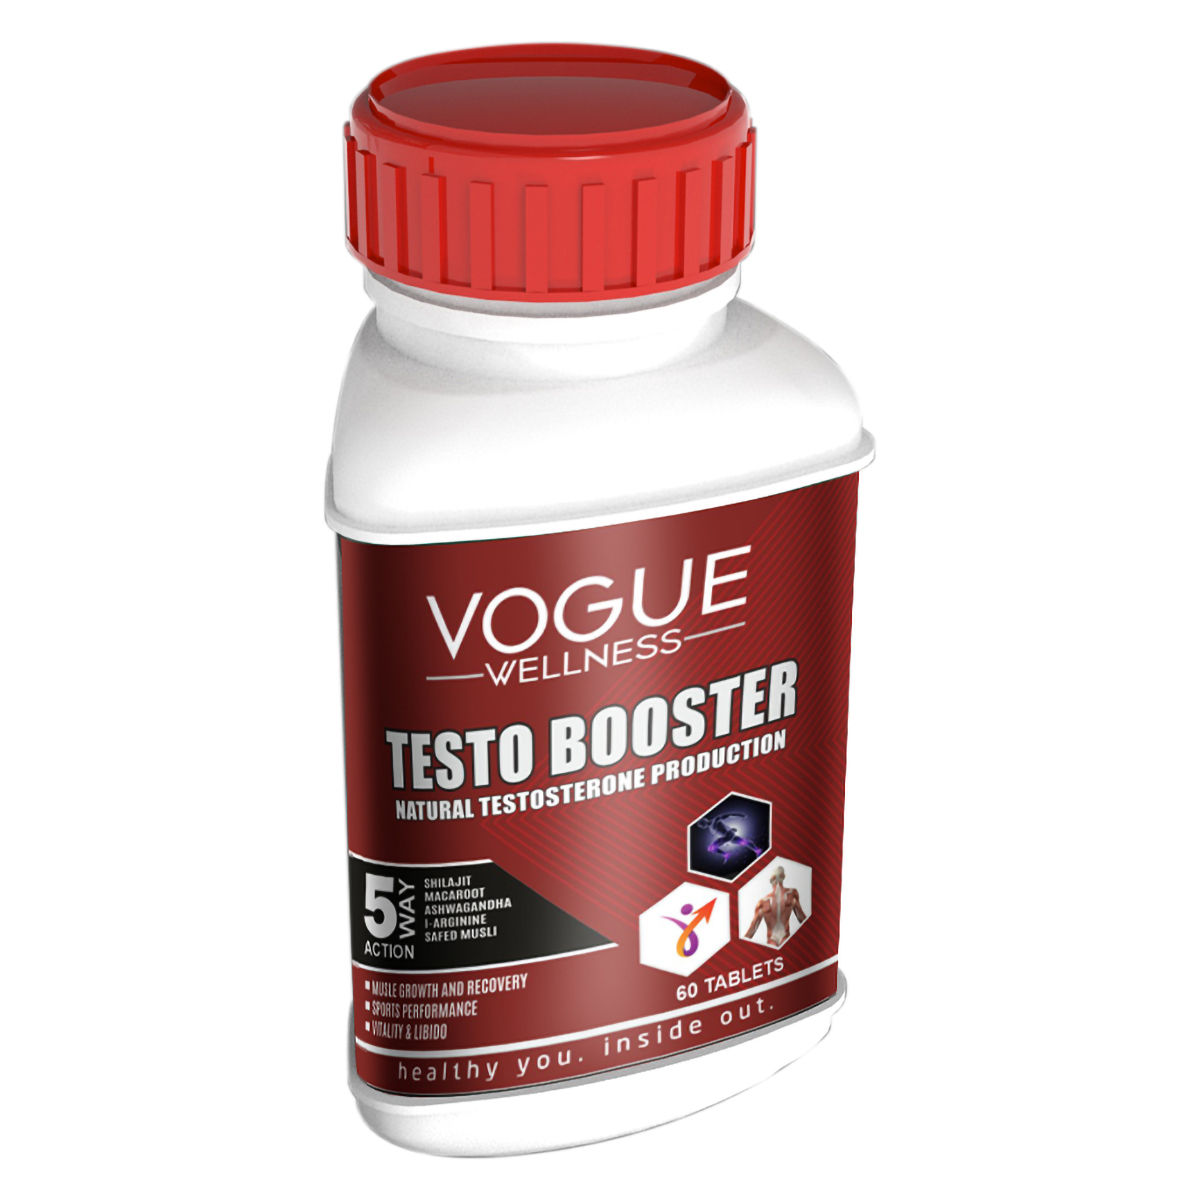 VOGUE
WELLNESS
TESTO BOOSTER
NATURAL TESTOSTERONE PRODUCTION
5 WAY
ACTION
SHILAJIT
MACAROOT
ASHWAGANDHA
l-ARGININE
SAFED MUSLI
MUSLE GROWTH AND RECOVERY
SPORTS PERFORMANCE
VITALITY & LIBIDO
60 TABLETS
healthy you. inside out.